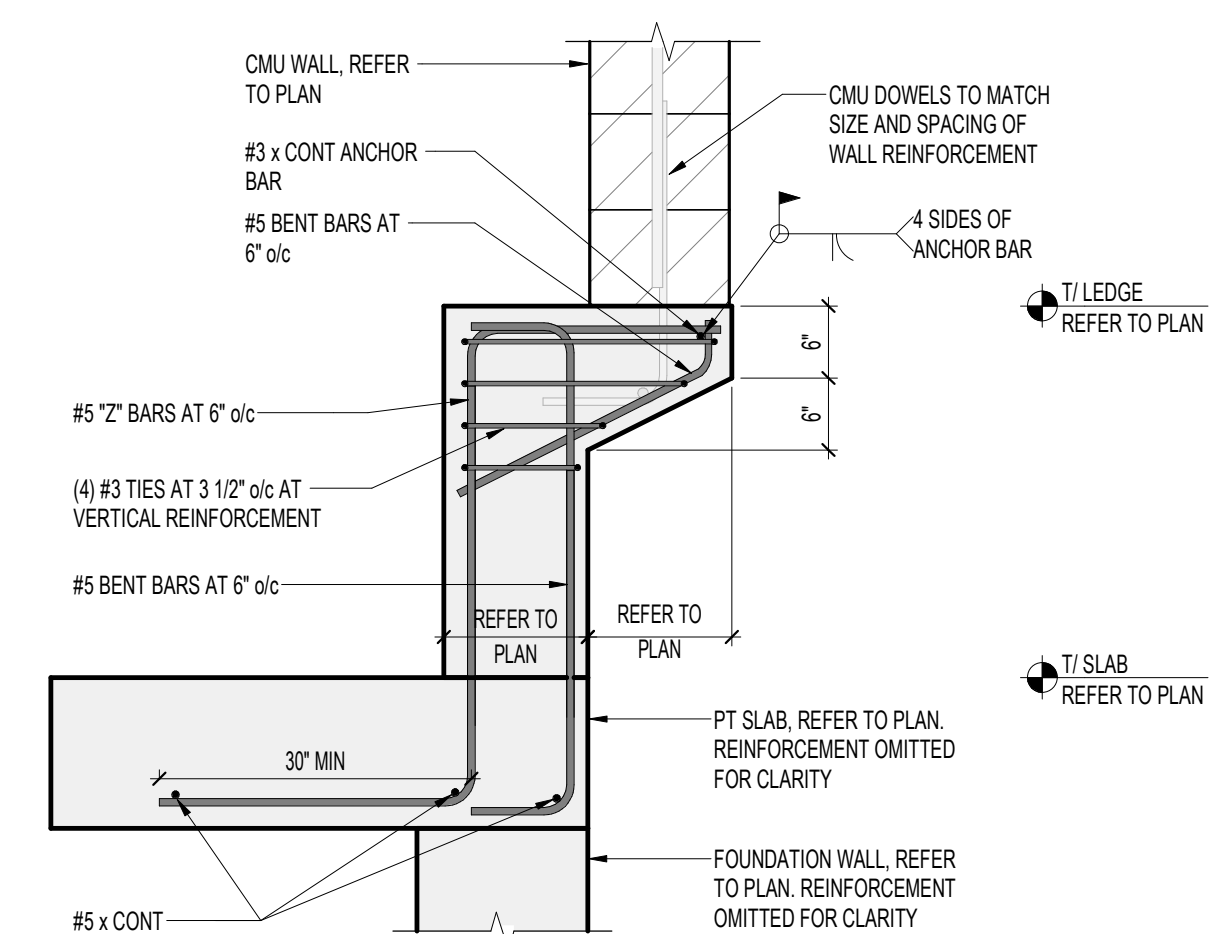 CMU WALL, REFER
TO PLAN
#3 x CONT ANCHOR
BAR
#5 BENT BARS AT
6" o/c
CMU DOWELS TO MATCH
SIZE AND SPACING OF
WALL REINFORCEMENT
4 SIDES OF
ANCHOR BAR
T/ LEDGE
REFER TO PLAN
6"
6"
#5 "Z" BARS AT 6" o/c
(4) #3 TIES AT 3 1/2" o/c AT
VERTICAL REINFORCEMENT
#5 BENT BARS AT 6" o/c
REFER TO
PLAN
REFER TO
PLAN
T/ SLAB
REFER TO PLAN
PT SLAB, REFER TO PLAN.
REINFORCEMENT OMITTED
FOR CLARITY
30" MIN
FOUNDATION WALL, REFER
TO PLAN. REINFORCEMENT
OMITTED FOR CLARITY
#5 x CONT